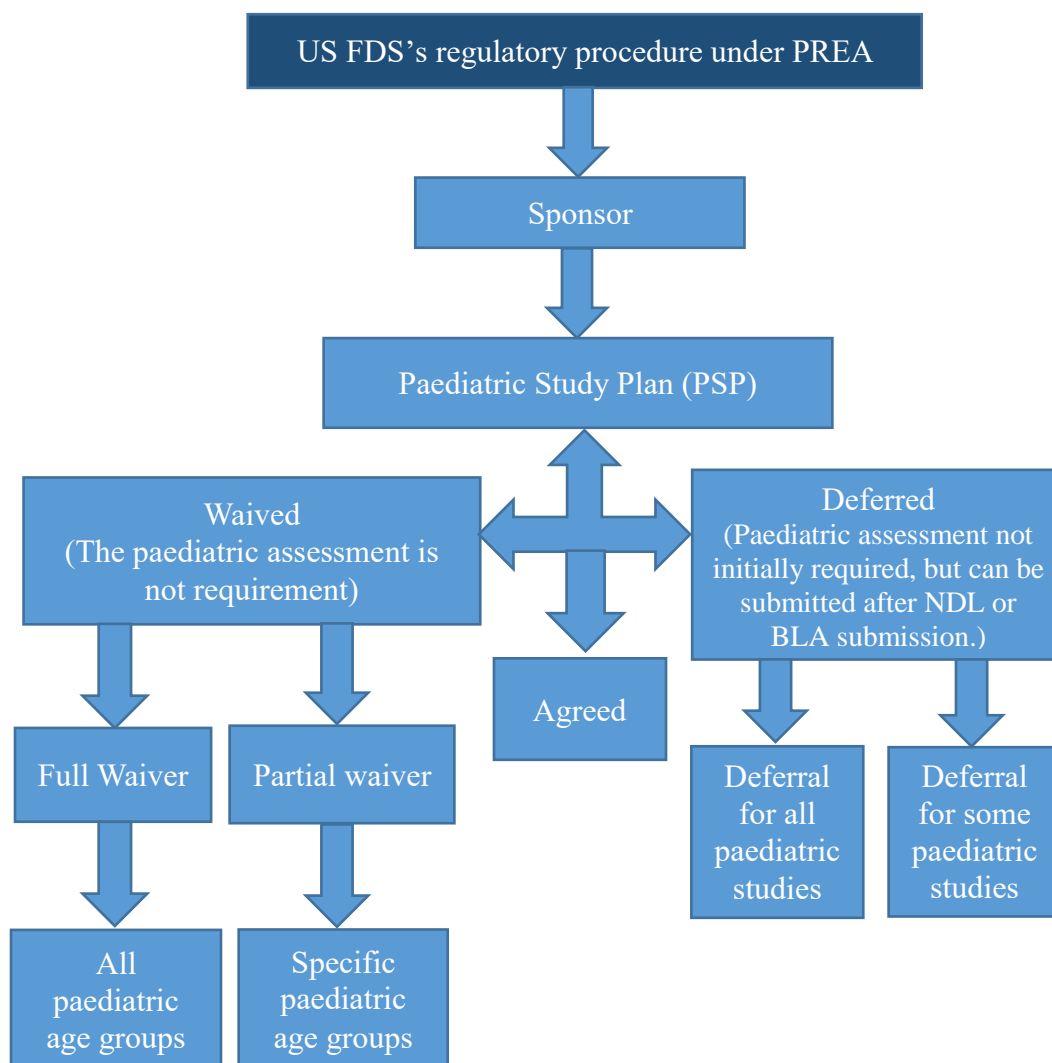 US FDS’s regulatory procedure under PREA
Sponsor
Paediatric Study Plan (PSP)
Waived
(The paediatric assessment is
not requirement)
Deferred
(Paediatric assessment not
initially required, but can be
submitted after NDL or
BLA submission.)
Agreed
Full Waiver
Partial waiver
Deferral
for all
paediatric
studies
Deferral
for some
paediatric
studies
All
paediatric
age groups
Specific
paediatric
age groups